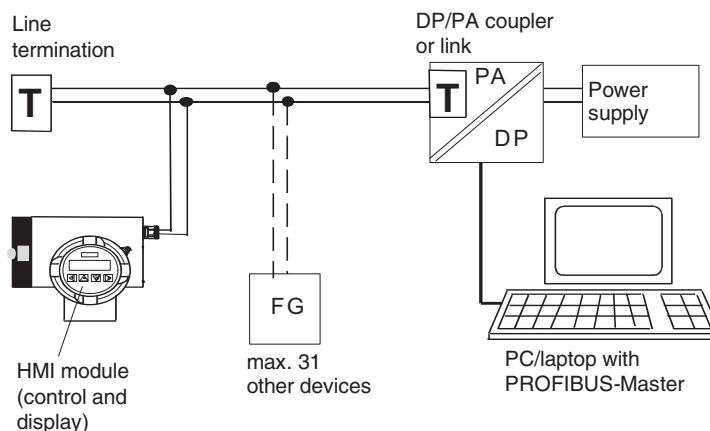 Line
termination
DP/PA coupler
or link
T
T
PA
DP
Power
supply
FG
max. 31
other devices
HMI module
(control and
display)
PC/laptop with
PROFIBUS-Master